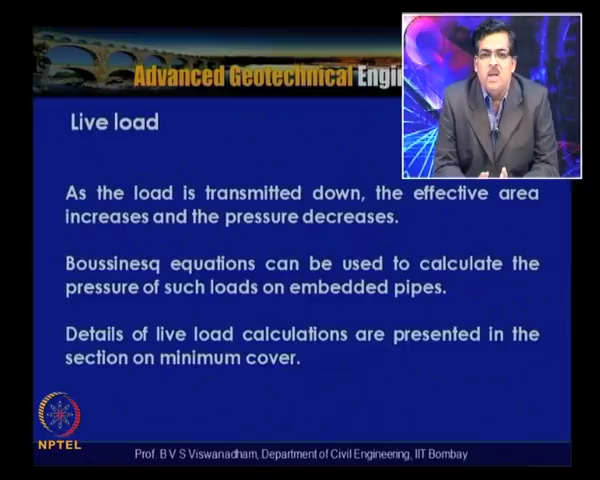 Advanced Geotechnical Engi
Live load
As the load is transmitted down, the effective area
increases and the pressure decreases.
Boussinesq equations can be used to calculate the
pressure of such loads on embedded pipes.
Details of live load calculations are presented in the
section on minimum cover.
NPTEL
Prof. B V S Viswanadham, Department of Civil Engineering, IIT Bombay